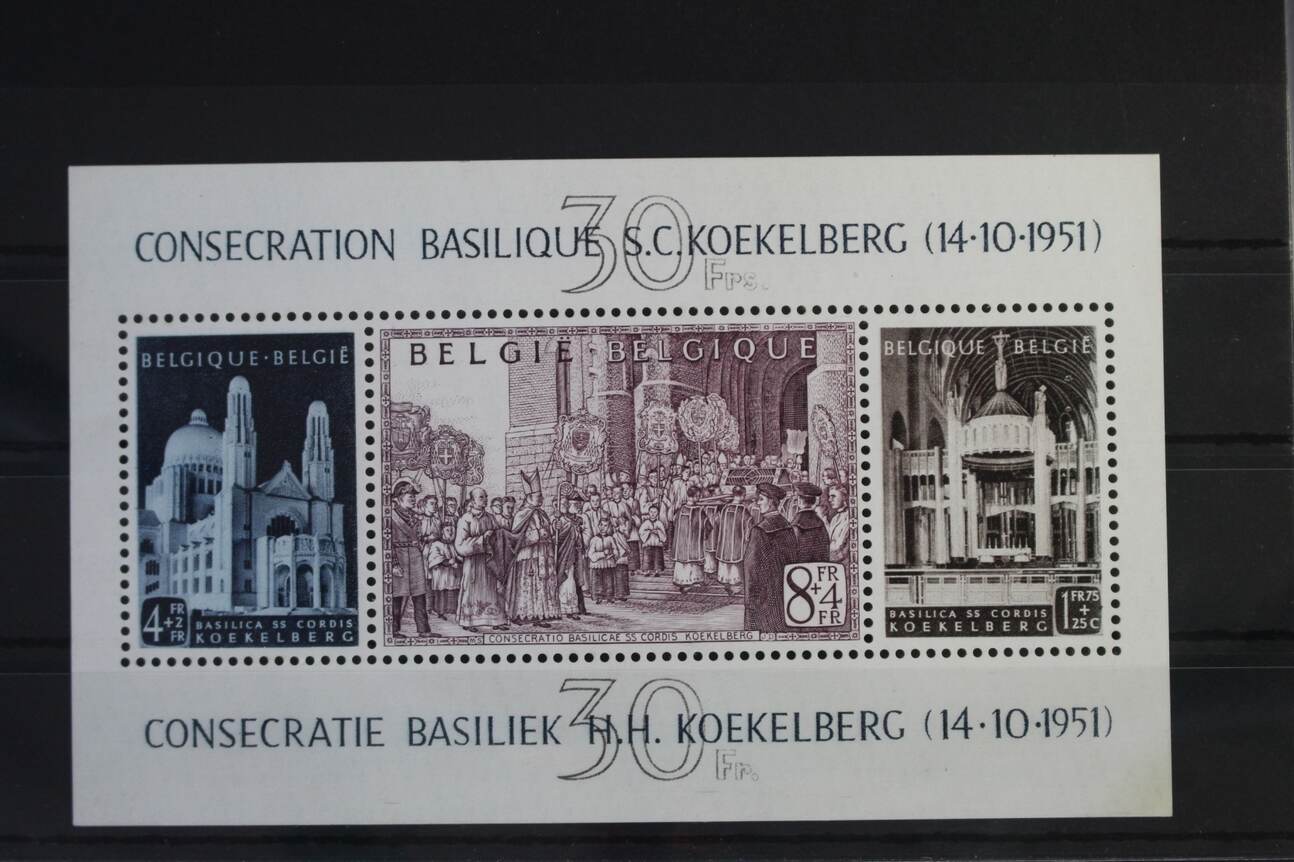 30
CONSECRATION BASILIQUE S.C. KOEKELBERG (14·10·1951)
Frs.
BELGIQUE·BELGIË
4 FR +2 FR
BASILICA SS CORDIS
KOEKELBERG
BELGIË·BELGIQUE
8 FR +4 FR
CONSECRATIO BASILICAE SS CORDIS KOEKELBERG
BELGIQUE BELGIË
BASILICA SS CORDIS
KOEKELBERG
1 FR75 + 25C
30
CONSECRATIE BASILIEK H.H. KOEKELBERG (14·10·1951)
Fr.